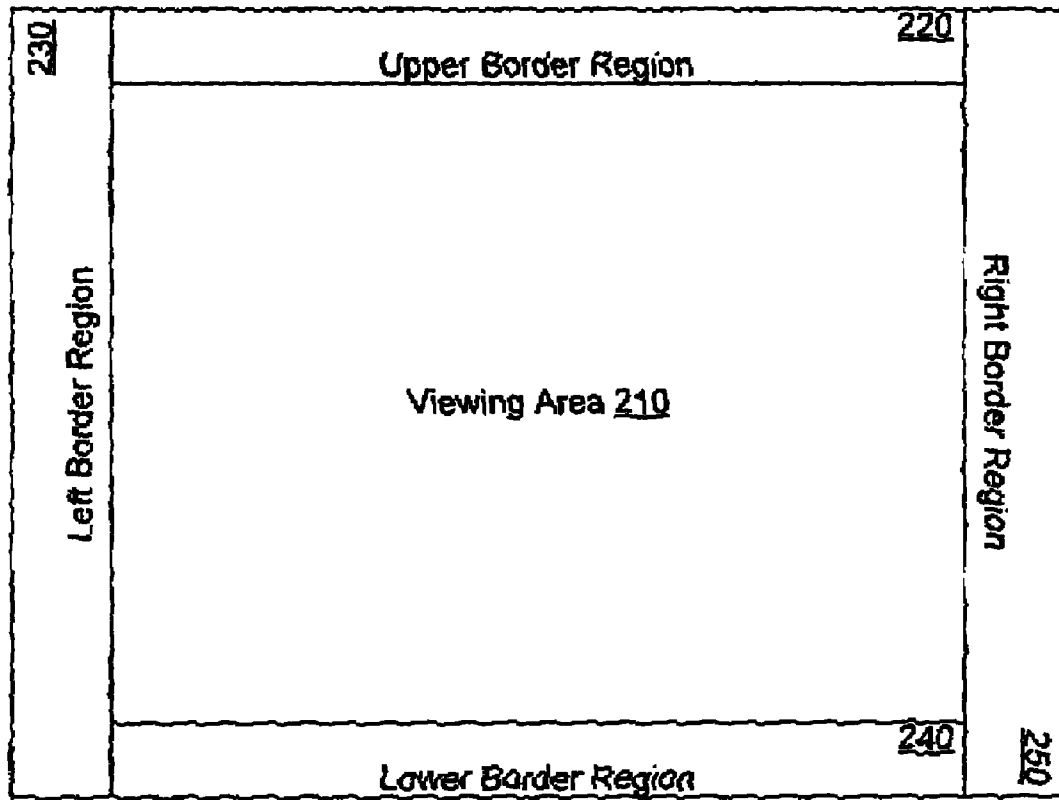 230
220
Upper Border Region
Left Border Region
Viewing Area 210
Right Border Region
240
Lower Border Region
250